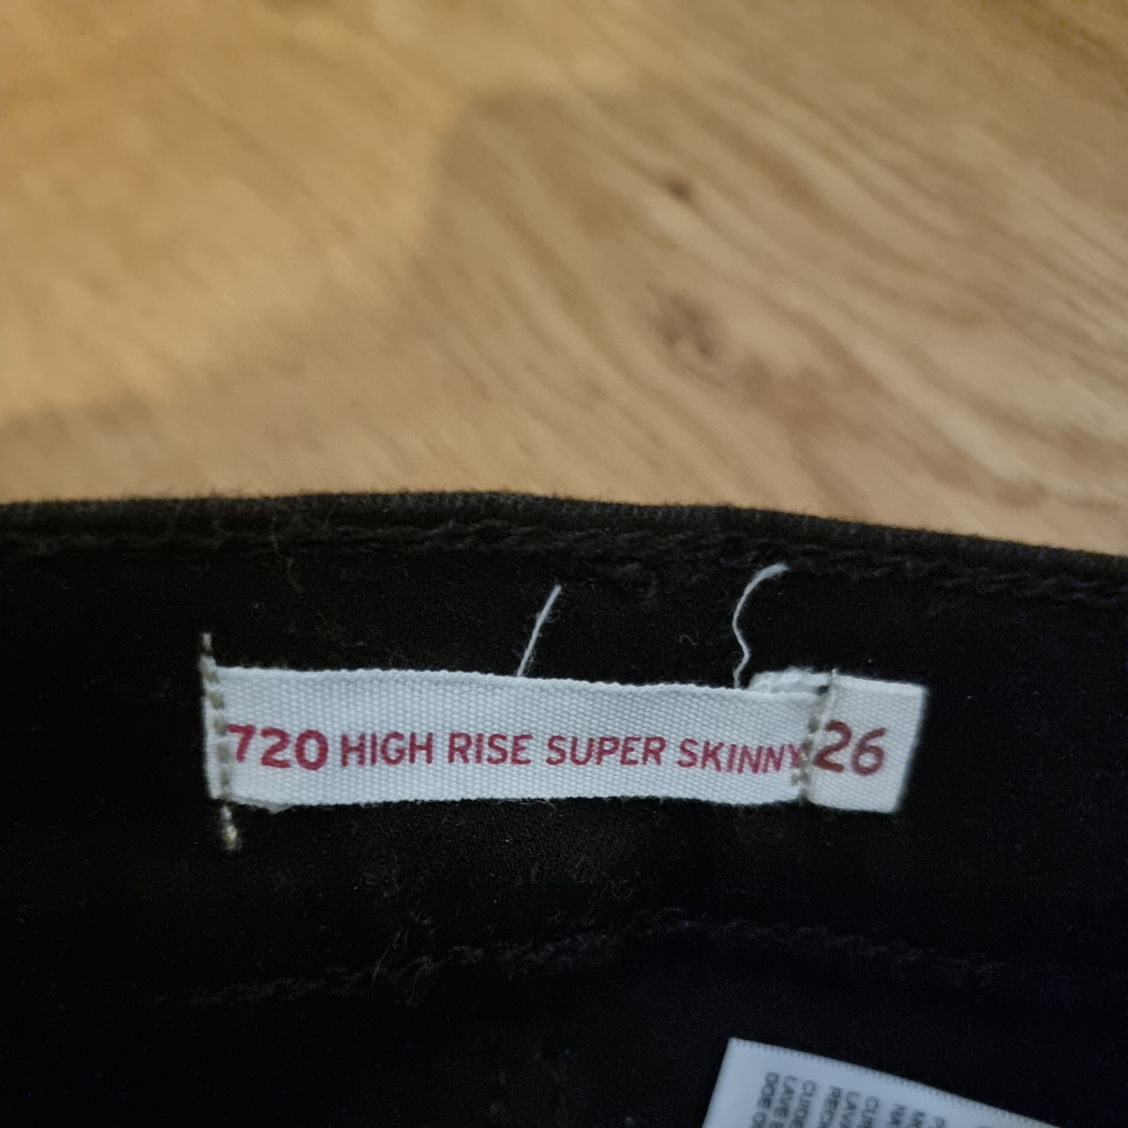 720 HIGH RISE SUPER SKINNY 26